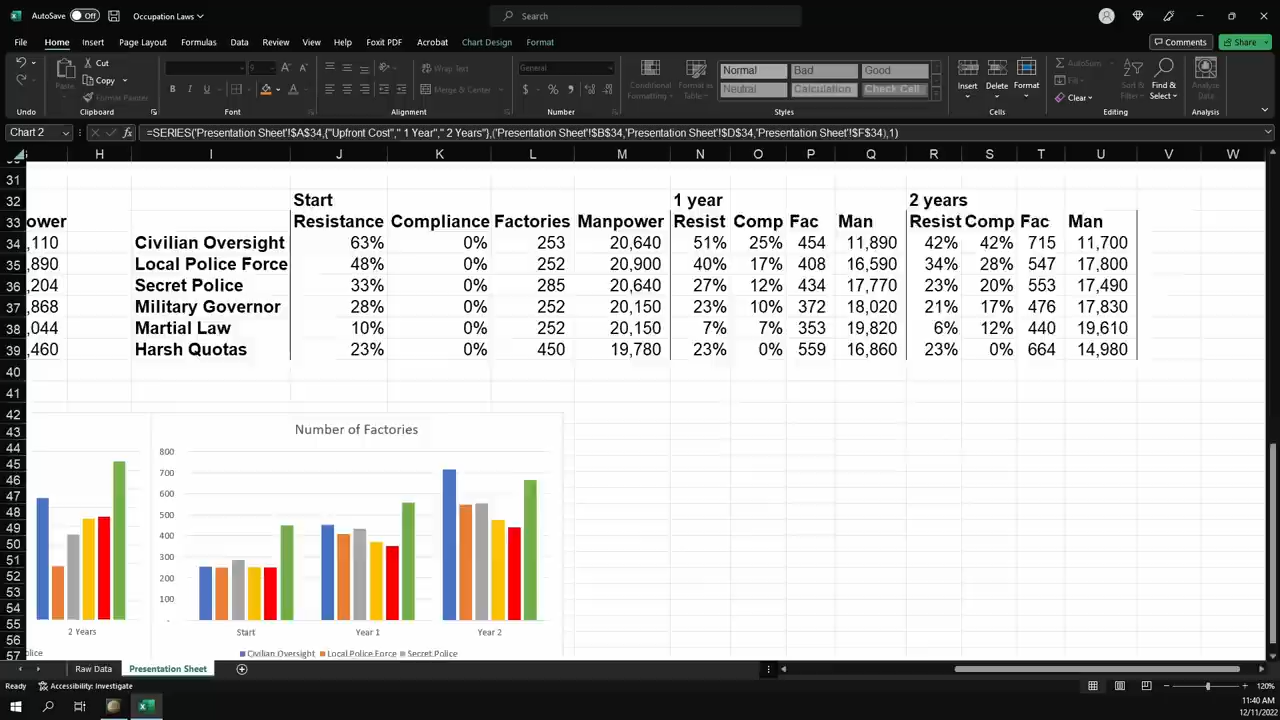 AutoSave Off Occupation Laws Search
File Home Insert Page Layout Formulas Data Review View Help Foxit PDF Acrobat Chart Design Format Comments Share
Cut Wrap Text General Normal Bad Good AutoSum
Copy Fill
Paste Format Painter Merge & Center Conditional Formatting Format as Table Neutral Calculation Check Cell Insert Delete Format Clear Sort & Filter Find & Select Analyze Data
Undo Clipboard Font Alignment Number Styles Cells Editing Analysis
Chart 2 =SERIES('Presentation Sheet'!$A$34,{"Upfront Cost"," 1 Year"," 2 Years"},('Presentation Sheet'!$B$34,'Presentation Sheet'!$D$34,'Presentation Sheet'!$F$34),1)
H I J K L M N O P Q R S T U V W
31
32 Start 1 year 2 years
33 ower Resistance Compliance Factories Manpower Resist Comp Fac Man Resist Comp Fac Man
34 ,110 Civilian Oversight 63% 0% 253 20,640 51% 25% 454 11,890 42% 42% 715 11,700
35 ,890 Local Police Force 48% 0% 252 20,900 40% 17% 408 16,590 34% 28% 547 17,800
36 ,204 Secret Police 33% 0% 285 20,640 27% 12% 434 17,770 23% 20% 553 17,490
37 ,868 Military Governor 28% 0% 252 20,150 23% 10% 372 18,020 21% 17% 476 17,830
38 ,044 Martial Law 10% 0% 252 20,150 7% 7% 353 19,820 6% 12% 440 19,610
39 ,460 Harsh Quotas 23% 0% 450 19,780 23% 0% 559 16,860 23% 0% 664 14,980
40
41
42
43 Number of Factories
44 800
45 700
46 600
47
48 500
49 400
50 300
51
52 200
53 100
54
55 -
56 2 Years Start Year 1 Year 2
57 olice Civilian Oversight Local Police Force Secret Police
Raw Data Presentation Sheet
Ready Accessibility: Investigate 120%
11:40 AM
12/11/2022